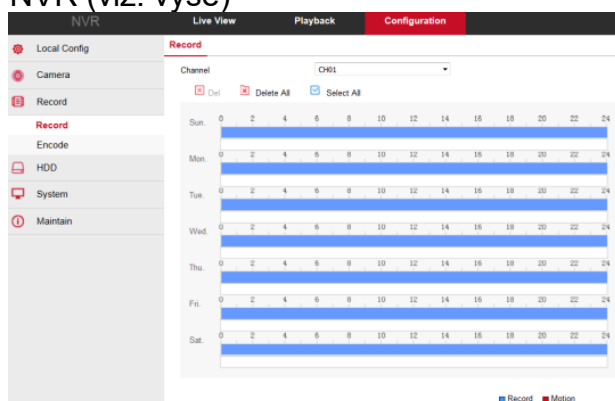 NVR (viz. výše)
NVR Live View Playback Configuration
Local Config
Camera
Record
Record
Encode
HDD
System
Maintain
Record
Channel CH01
Del Delete All Select All
Sun. 0 2 4 6 8 10 12 14 16 18 20 22 24
Mon. 0 2 4 6 8 10 12 14 16 18 20 22 24
Tue. 0 2 4 6 8 10 12 14 16 18 20 22 24
Wed. 0 2 4 6 8 10 12 14 16 18 20 22 24
Thu. 0 2 4 6 8 10 12 14 16 18 20 22 24
Fri. 0 2 4 6 8 10 12 14 16 18 20 22 24
Sat. 0 2 4 6 8 10 12 14 16 18 20 22 24
Record Motion